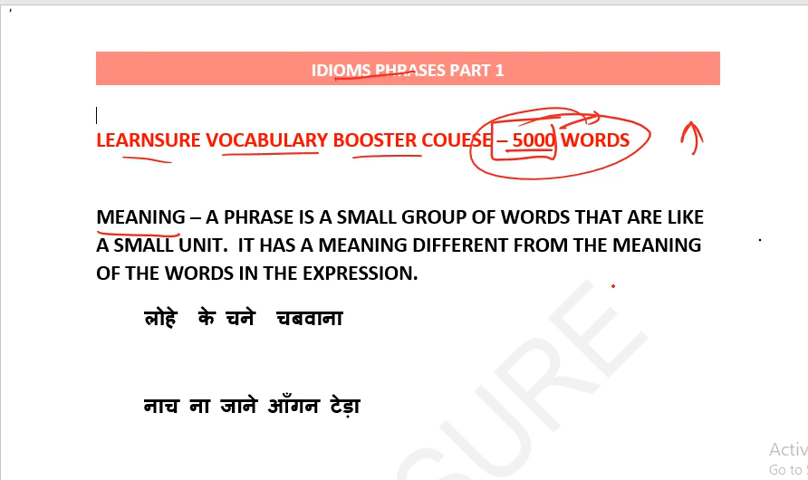 IDIOMS PHRASES PART 1
LEARNSURE VOCABULARY BOOSTER COUESE – 5000 WORDS
MEANING – A PHRASE IS A SMALL GROUP OF WORDS THAT ARE LIKE
A SMALL UNIT. IT HAS A MEANING DIFFERENT FROM THE MEANING
OF THE WORDS IN THE EXPRESSION.
लोहे के चने चबवाना
नाच ना जाने आँगन टेड़ा
SURE
Activ
Go to S